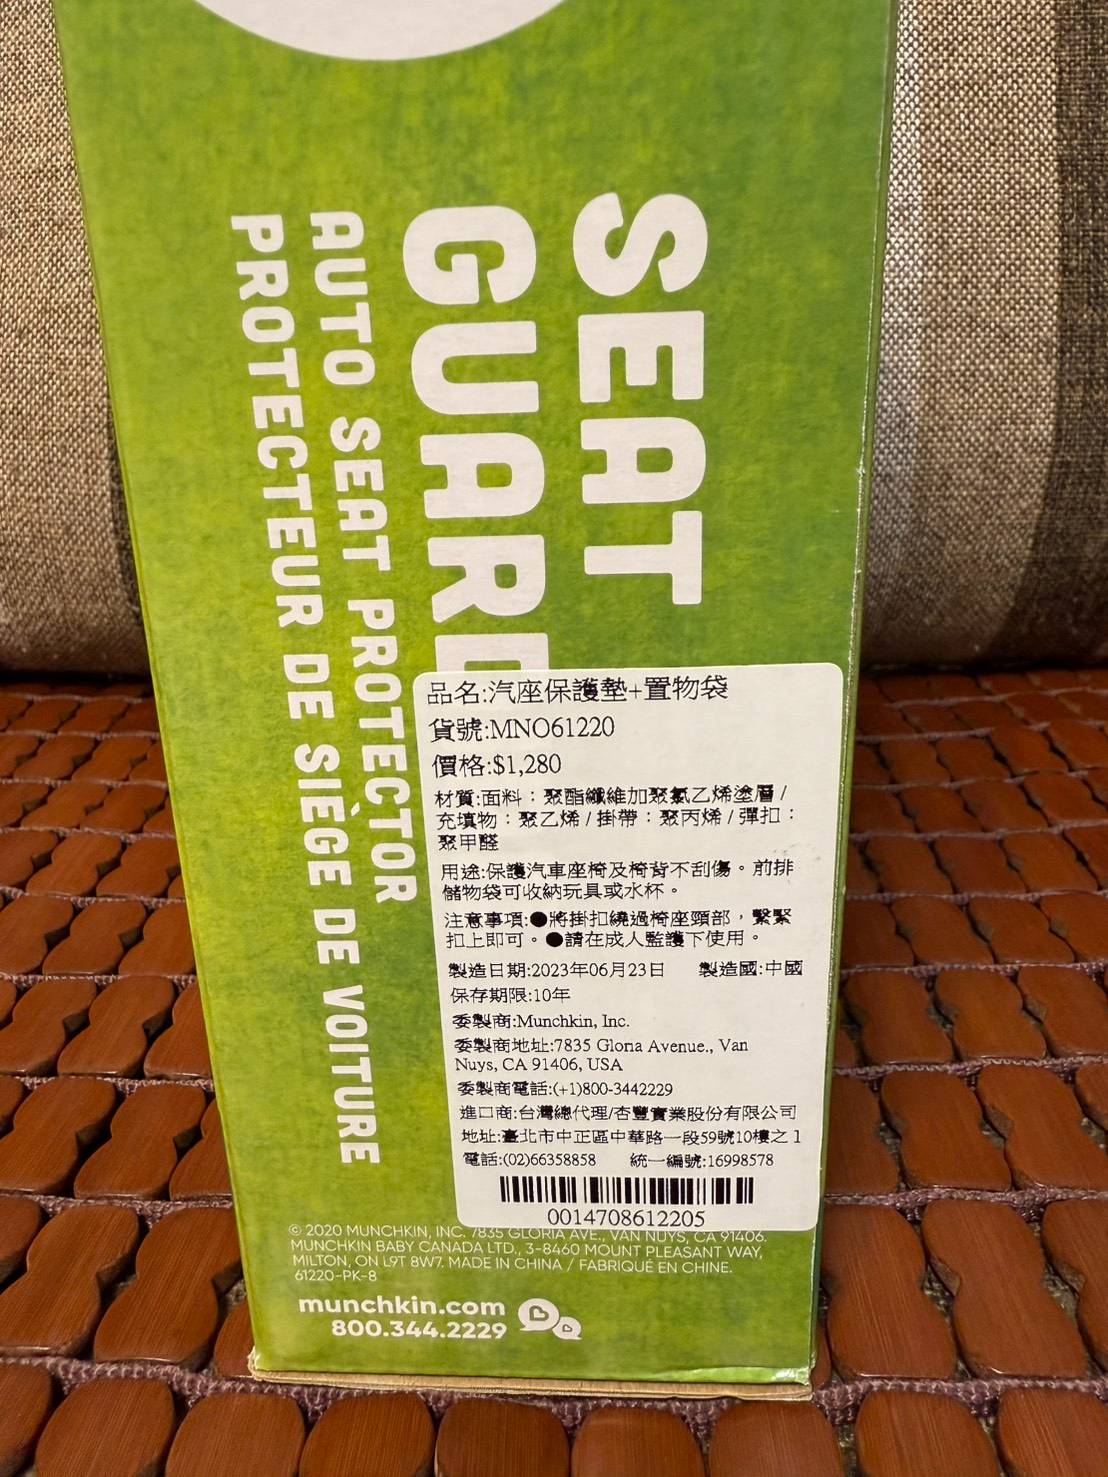 SEAT
GUARD
AUTO SEAT PROTECTOR
PROTECTEUR DE SIÈGE DE VOITURE
品名:汽座保護墊+置物袋
貨號:MNO61220
價格:$1,280
材質:面料：聚酯纖維加聚氯乙烯塗層/
充填物：聚乙烯/掛帶：聚丙烯/彈扣：
聚甲醛
用途:保護汽車座椅及椅背不刮傷。前排
儲物袋可收納玩具或水杯。
注意事項:●將掛扣繞過椅座頸部，繫緊
扣上即可。●請在成人監護下使用。
製造日期:2023年06月23日 製造國:中國
保存期限:10年
委製商:Munchkin, Inc.
委製商地址:7835 Gloria Avenue., Van
Nuys, CA 91406, USA
委製商電話:(+1)800-3442229
進口商:台灣總代理/杏豐實業股份有限公司
地址:臺北市中正區中華路一段59號10樓之1
電話:(02)66358858 統一編號:16998578
0014708612205
© 2020 MUNCHKIN, INC. 7835 GLORIA AVE., VAN NUYS, CA 91406.
MUNCHKIN BABY CANADA LTD., 3-8460 MOUNT PLEASANT WAY,
MILTON, ON L9T 8W7. MADE IN CHINA / FABRIQUÉ EN CHINE.
61220-PK-8
munchkin.com
800.344.2229